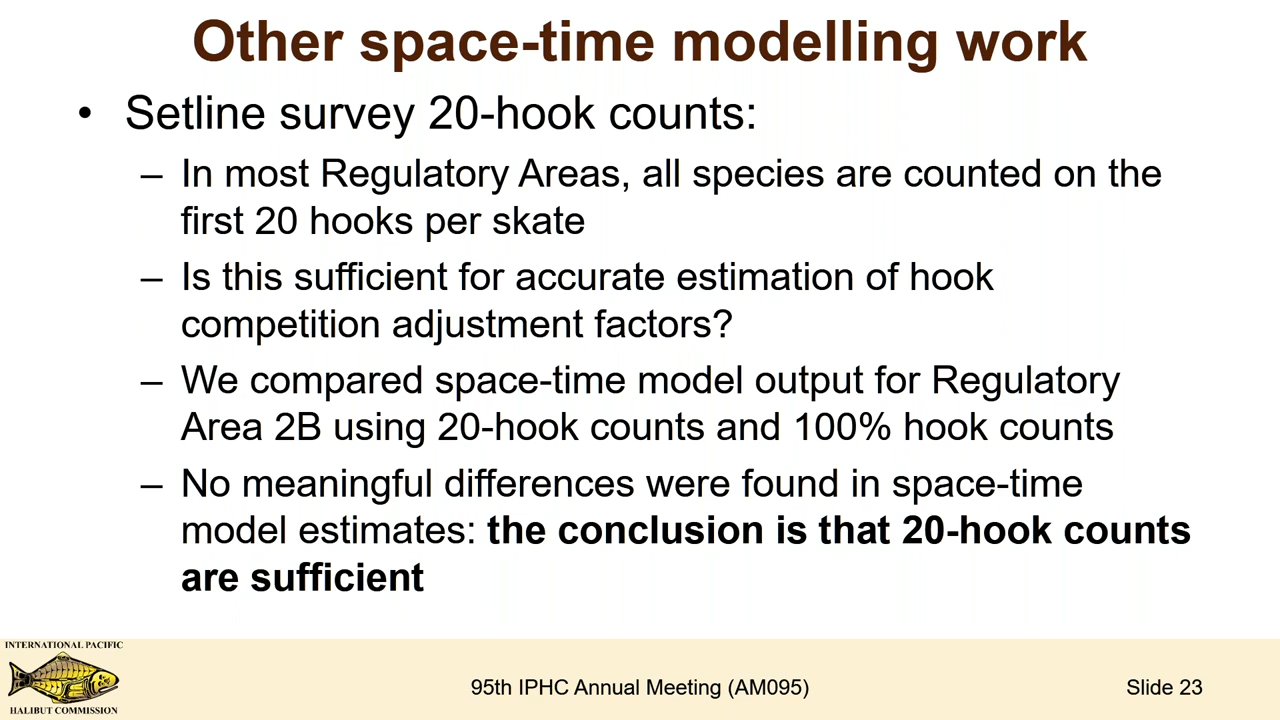 Other space-time modelling work
• Setline survey 20-hook counts:
– In most Regulatory Areas, all species are counted on the
first 20 hooks per skate
– Is this sufficient for accurate estimation of hook
competition adjustment factors?
– We compared space-time model output for Regulatory
Area 2B using 20-hook counts and 100% hook counts
– No meaningful differences were found in space-time
model estimates: the conclusion is that 20-hook counts
are sufficient
INTERNATIONAL PACIFIC
HALIBUT COMMISSION
95th IPHC Annual Meeting (AM095)
Slide 23